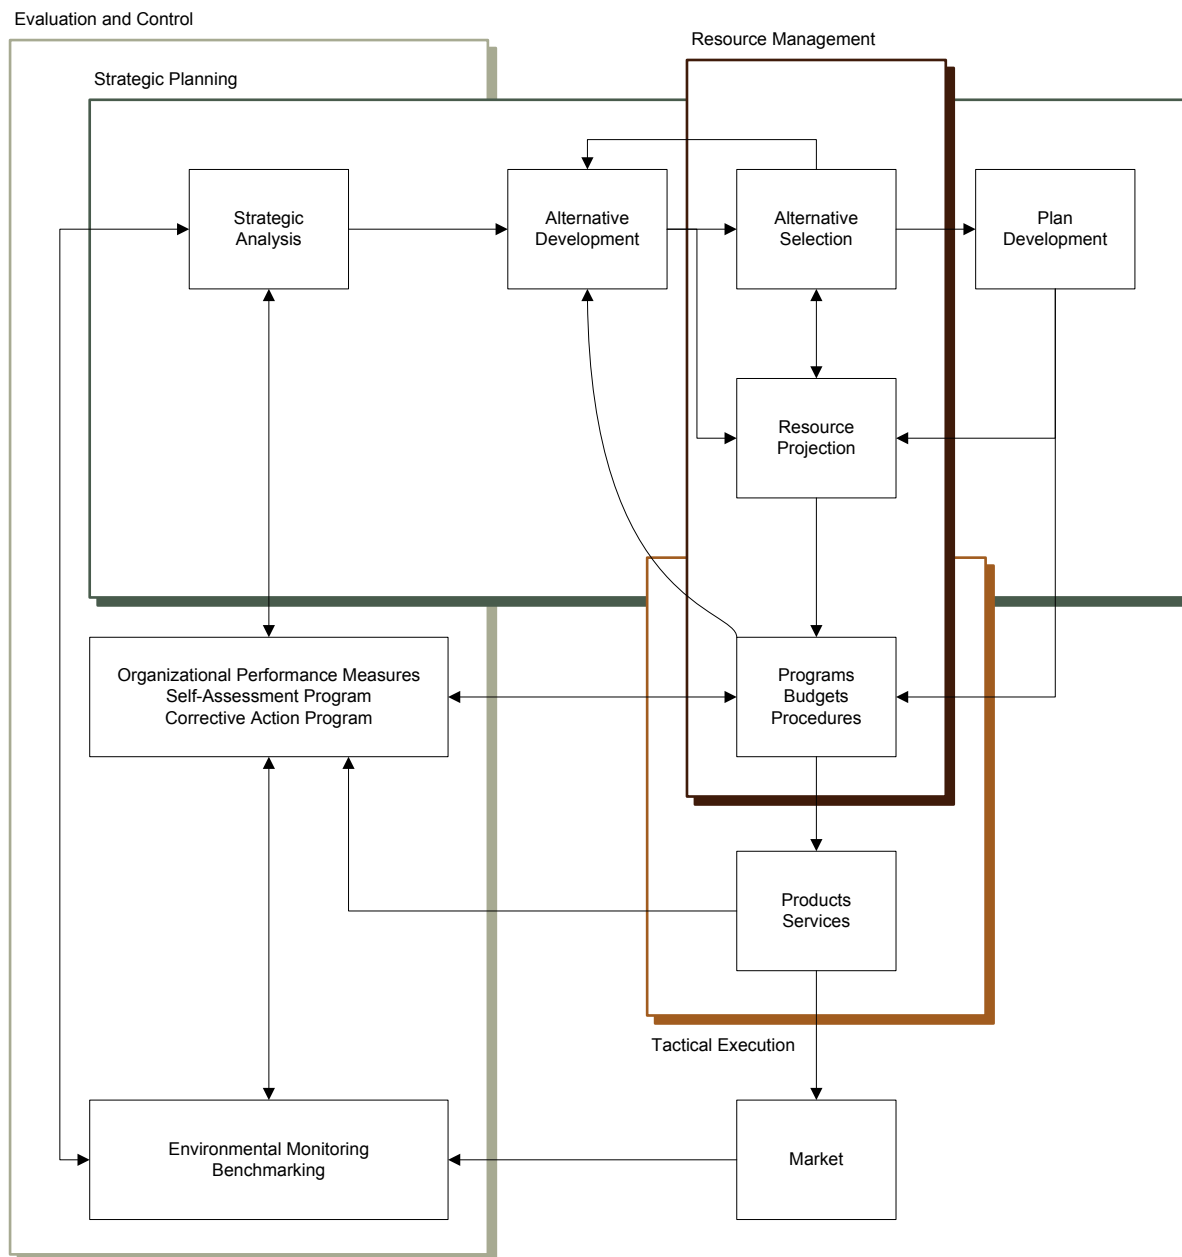 Evaluation and Control
Resource Management
Strategic Planning
Strategic
Analysis
Alternative
Development
Alternative
Selection
Plan
Development
Resource
Projection
Organizational Performance Measures
Self-Assessment Program
Corrective Action Program
Programs
Budgets
Procedures
Products
Services
Tactical Execution
Environmental Monitoring
Benchmarking
Market